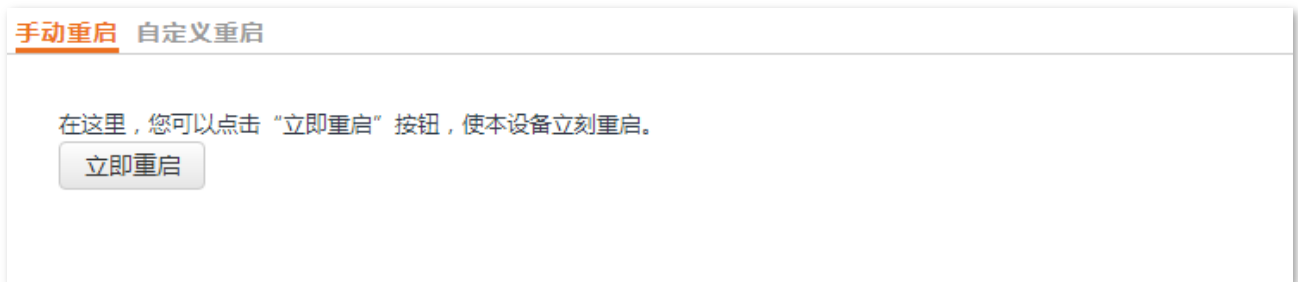 手动重启 自定义重启
在这里，您可以点击“立即重启”按钮，使本设备立刻重启。
立即重启